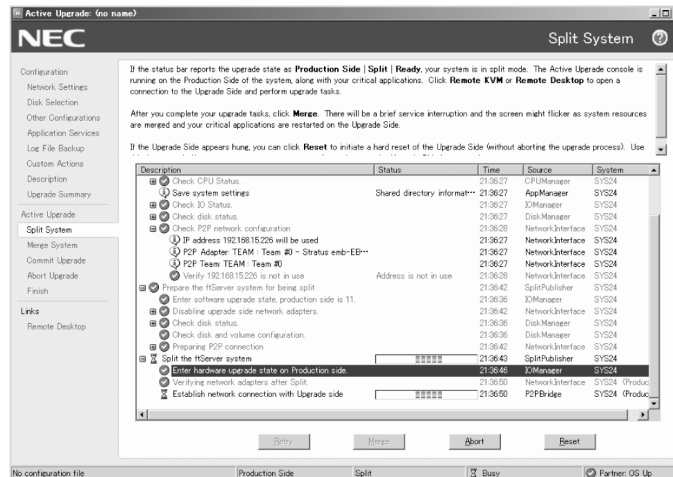 Active Upgrade: (no name)
NEC
Split System
Configuration
Network Settings
Disk Selection
Other Configurations
Application Services
Log File Backup
Custom Actions
Description
Upgrade Summary
Active Upgrade
Split System
Merge System
Commit Upgrade
Abort Upgrade
Finish
Links
Remote Desktop
If the status bar reports the upgrade state as Production Side | Split | Ready, your system is in split mode. The Active Upgrade console is
running on the Production Side of the system, along with your critical applications. Click Remote KVM or Remote Desktop to open a
connection to the Upgrade Side and perform upgrade tasks.
After you complete your upgrade tasks, click Merge. There will be a brief service interruption and the screen might flicker as system resources
are merged and your critical applications are restarted on the Upgrade Side.
If the Upgrade Side appears hung, you can click Reset to initiate a hard reset of the Upgrade Side (without aborting the upgrade process). Use
Description Status Time Source System
Check CPU Status. 21:36:27 CPUManager SYS24
Save system settings Shared directory informat... 21:36:27 AppManager SYS24
Check IO Status. 21:36:27 IOManager SYS24
Check disk status. 21:36:27 DiskManager SYS24
Check P2P network configuration 21:36:28 NetworkInterface SYS24
IP address 192.168.15.226 will be used 21:36:27 NetworkInterface SYS24
P2P Adapter: TEAM : Team #0 - Stratus emb-EB... 21:36:27 NetworkInterface SYS24
P2P Team: TEAM : Team #0 21:36:27 NetworkInterface SYS24
Verify 192.168.15.226 is not in use Address is not in use 21:36:28 NetworkInterface SYS24
Prepare the ftServer system for being split 21:36:42 SplitPublisher SYS24
Enter software upgrade state, production side is 11. 21:36:36 IOManager SYS24
Disabling upgrade side network adapters. 21:36:42 NetworkInterface SYS24
Check disk status. 21:36:36 DiskManager SYS24
Check disk and volume configuration. 21:36:36 DiskManager SYS24
Preparing P2P connection 21:36:42 NetworkInterface SYS24
Split the ftServer system 21:36:43 SplitPublisher SYS24
Enter hardware upgrade state on Production side. 21:36:46 IOManager SYS24
Verifying network adapters after Split. 21:36:50 NetworkInterface SYS24 (Produc
Establish network connection with Upgrade side 21:36:50 P2PBridge SYS24 (Produc
Retry Merge Abort Reset
No configuration file Production Side Split Busy Partner: OS Up